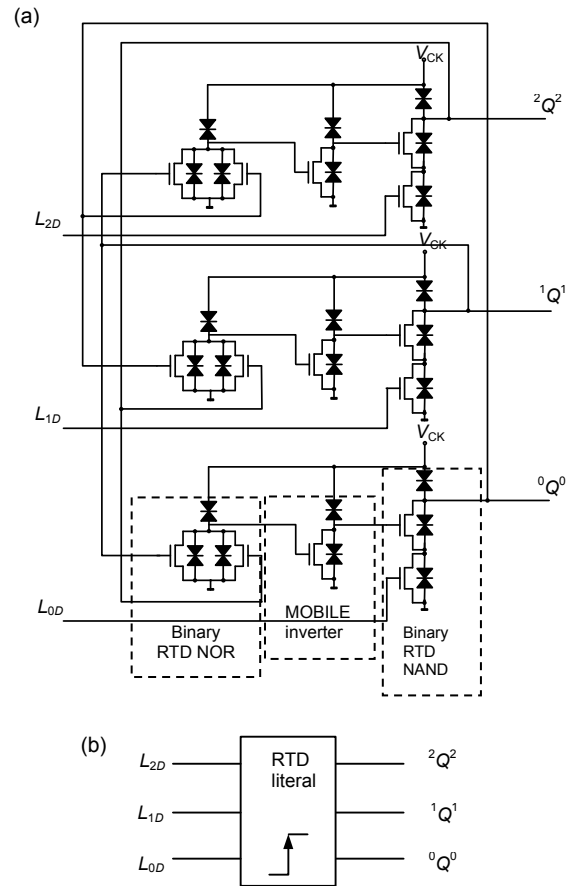 (a)
V_CK
²Q²
L_2D
V_CK
¹Q¹
L_1D
V_CK
⁰Q⁰
L_0D
Binary
RTD NOR
MOBILE
inverter
Binary
RTD
NAND
(b)
L_2D
L_1D
L_0D
RTD
literal
²Q²
¹Q¹
⁰Q⁰